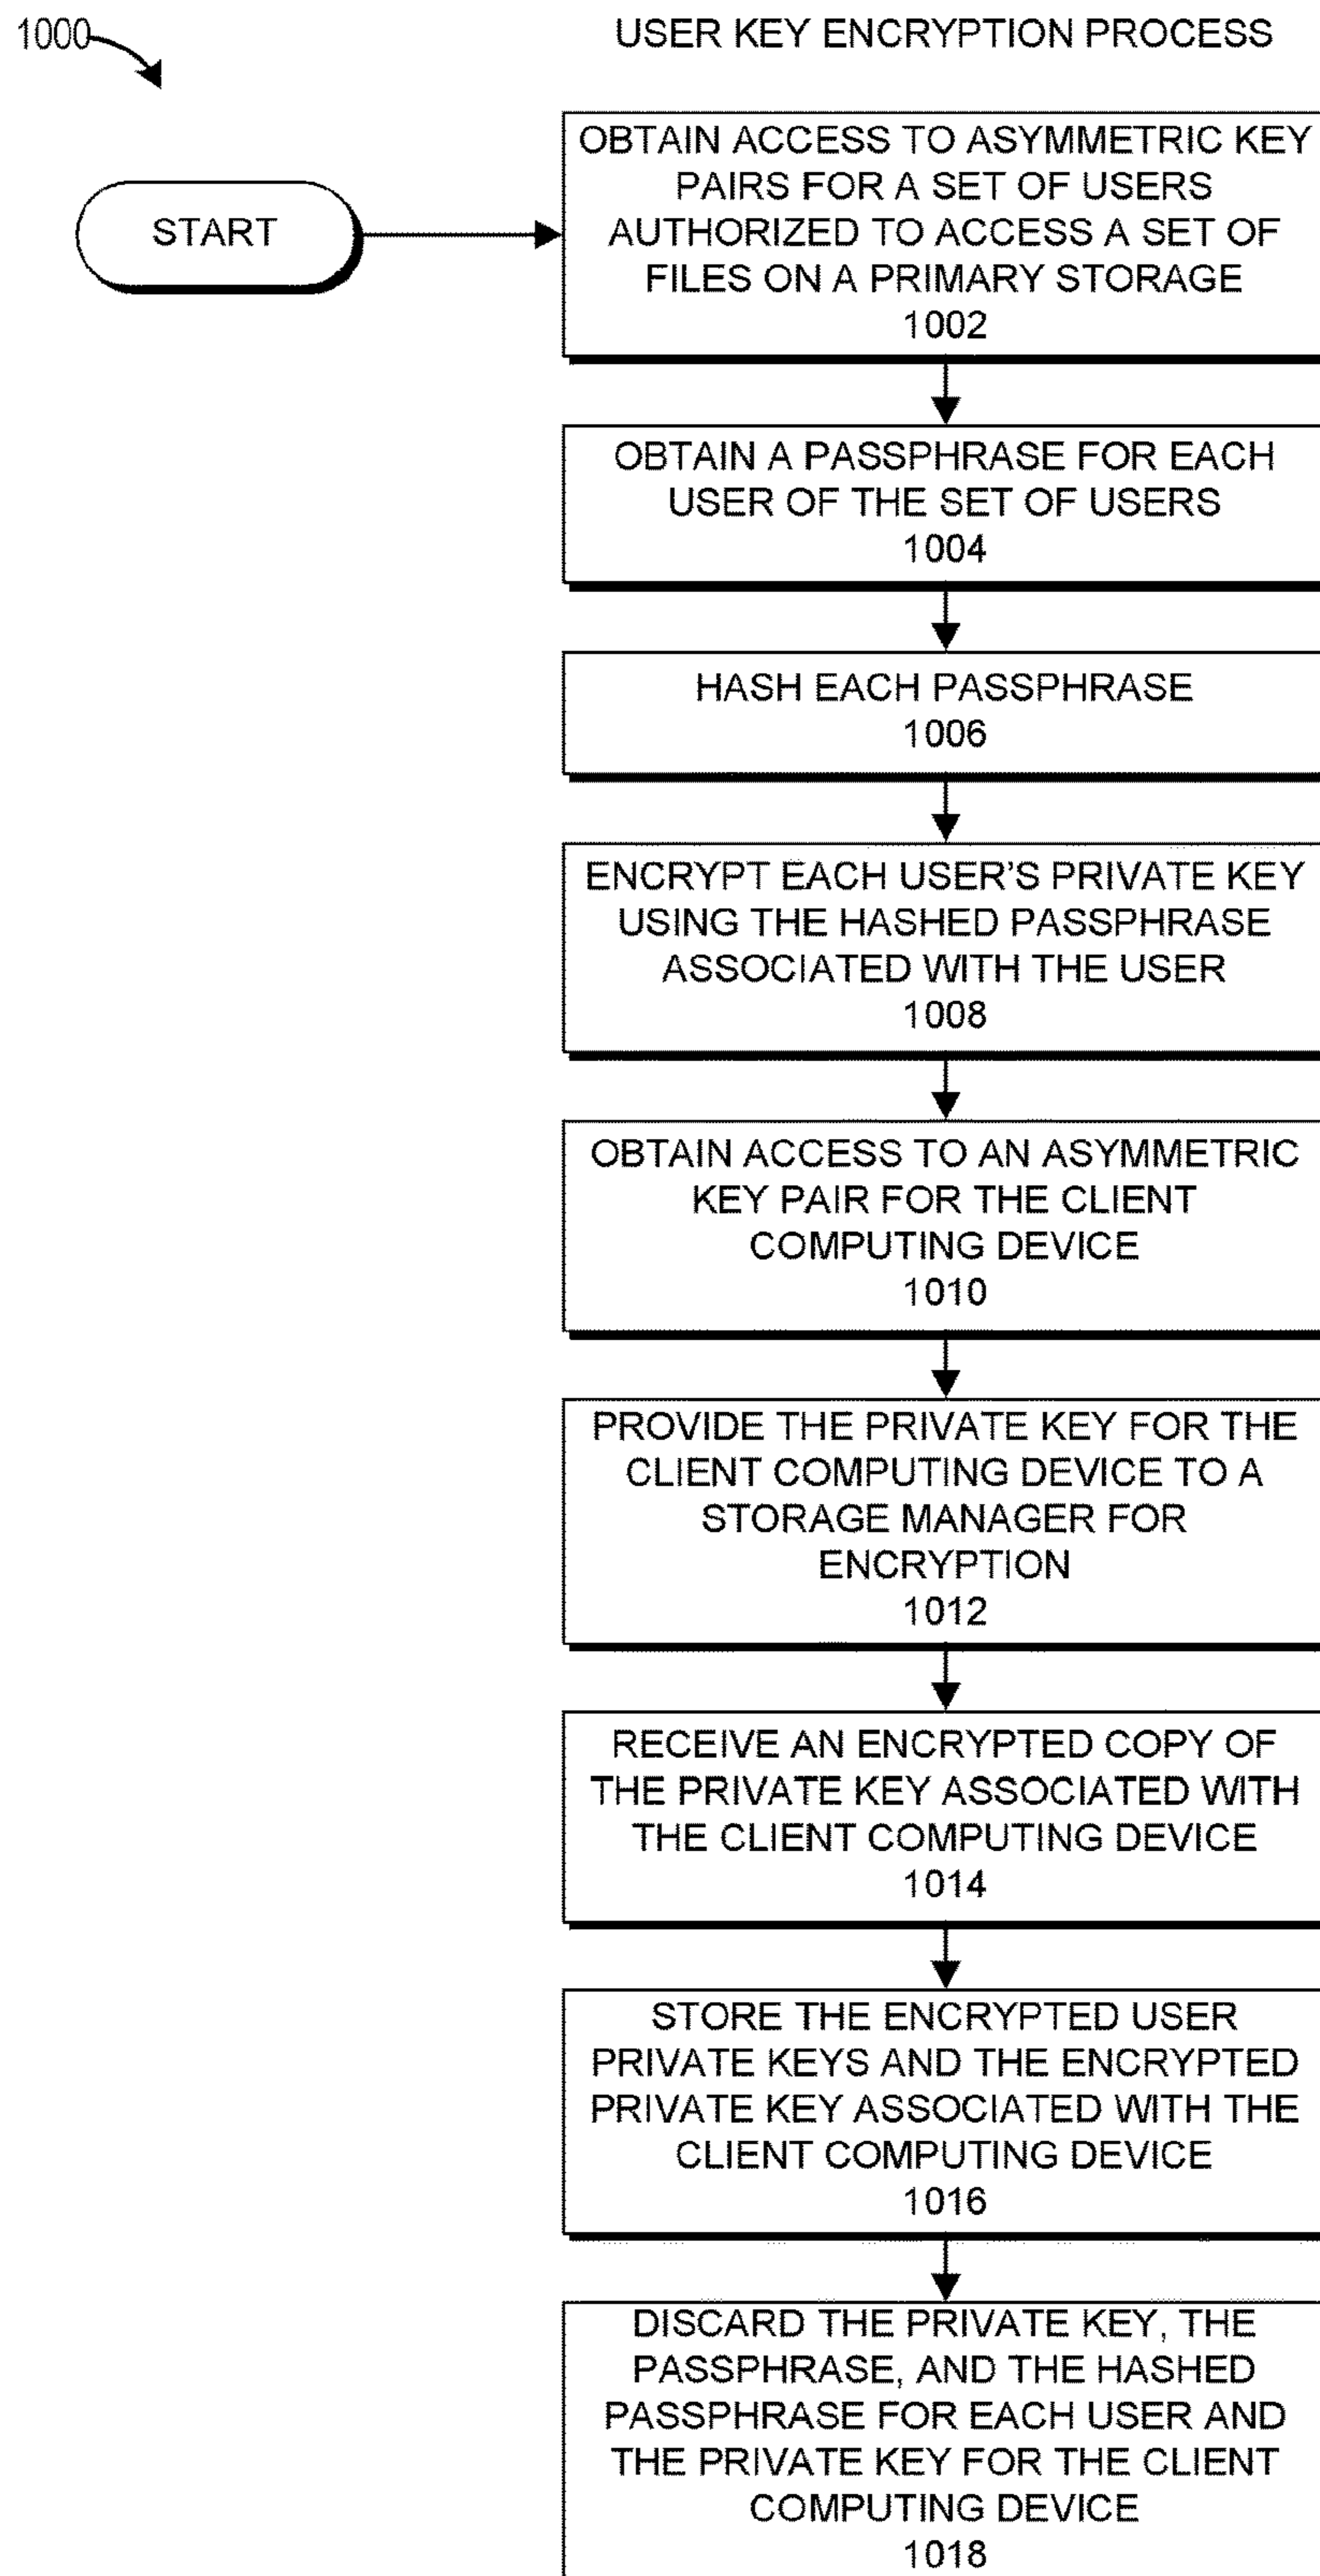 1000
USER KEY ENCRYPTION PROCESS
START
OBTAIN ACCESS TO ASYMMETRIC KEY
PAIRS FOR A SET OF USERS
AUTHORIZED TO ACCESS A SET OF
FILES ON A PRIMARY STORAGE
1002
OBTAIN A PASSPHRASE FOR EACH
USER OF THE SET OF USERS
1004
HASH EACH PASSPHRASE
1006
ENCRYPT EACH USER'S PRIVATE KEY
USING THE HASHED PASSPHRASE
ASSOCIATED WITH THE USER
1008
OBTAIN ACCESS TO AN ASYMMETRIC
KEY PAIR FOR THE CLIENT
COMPUTING DEVICE
1010
PROVIDE THE PRIVATE KEY FOR THE
CLIENT COMPUTING DEVICE TO A
STORAGE MANAGER FOR
ENCRYPTION
1012
RECEIVE AN ENCRYPTED COPY OF
THE PRIVATE KEY ASSOCIATED WITH
THE CLIENT COMPUTING DEVICE
1014
STORE THE ENCRYPTED USER
PRIVATE KEYS AND THE ENCRYPTED
PRIVATE KEY ASSOCIATED WITH THE
CLIENT COMPUTING DEVICE
1016
DISCARD THE PRIVATE KEY, THE
PASSPHRASE, AND THE HASHED
PASSPHRASE FOR EACH USER AND
THE PRIVATE KEY FOR THE CLIENT
COMPUTING DEVICE
1018